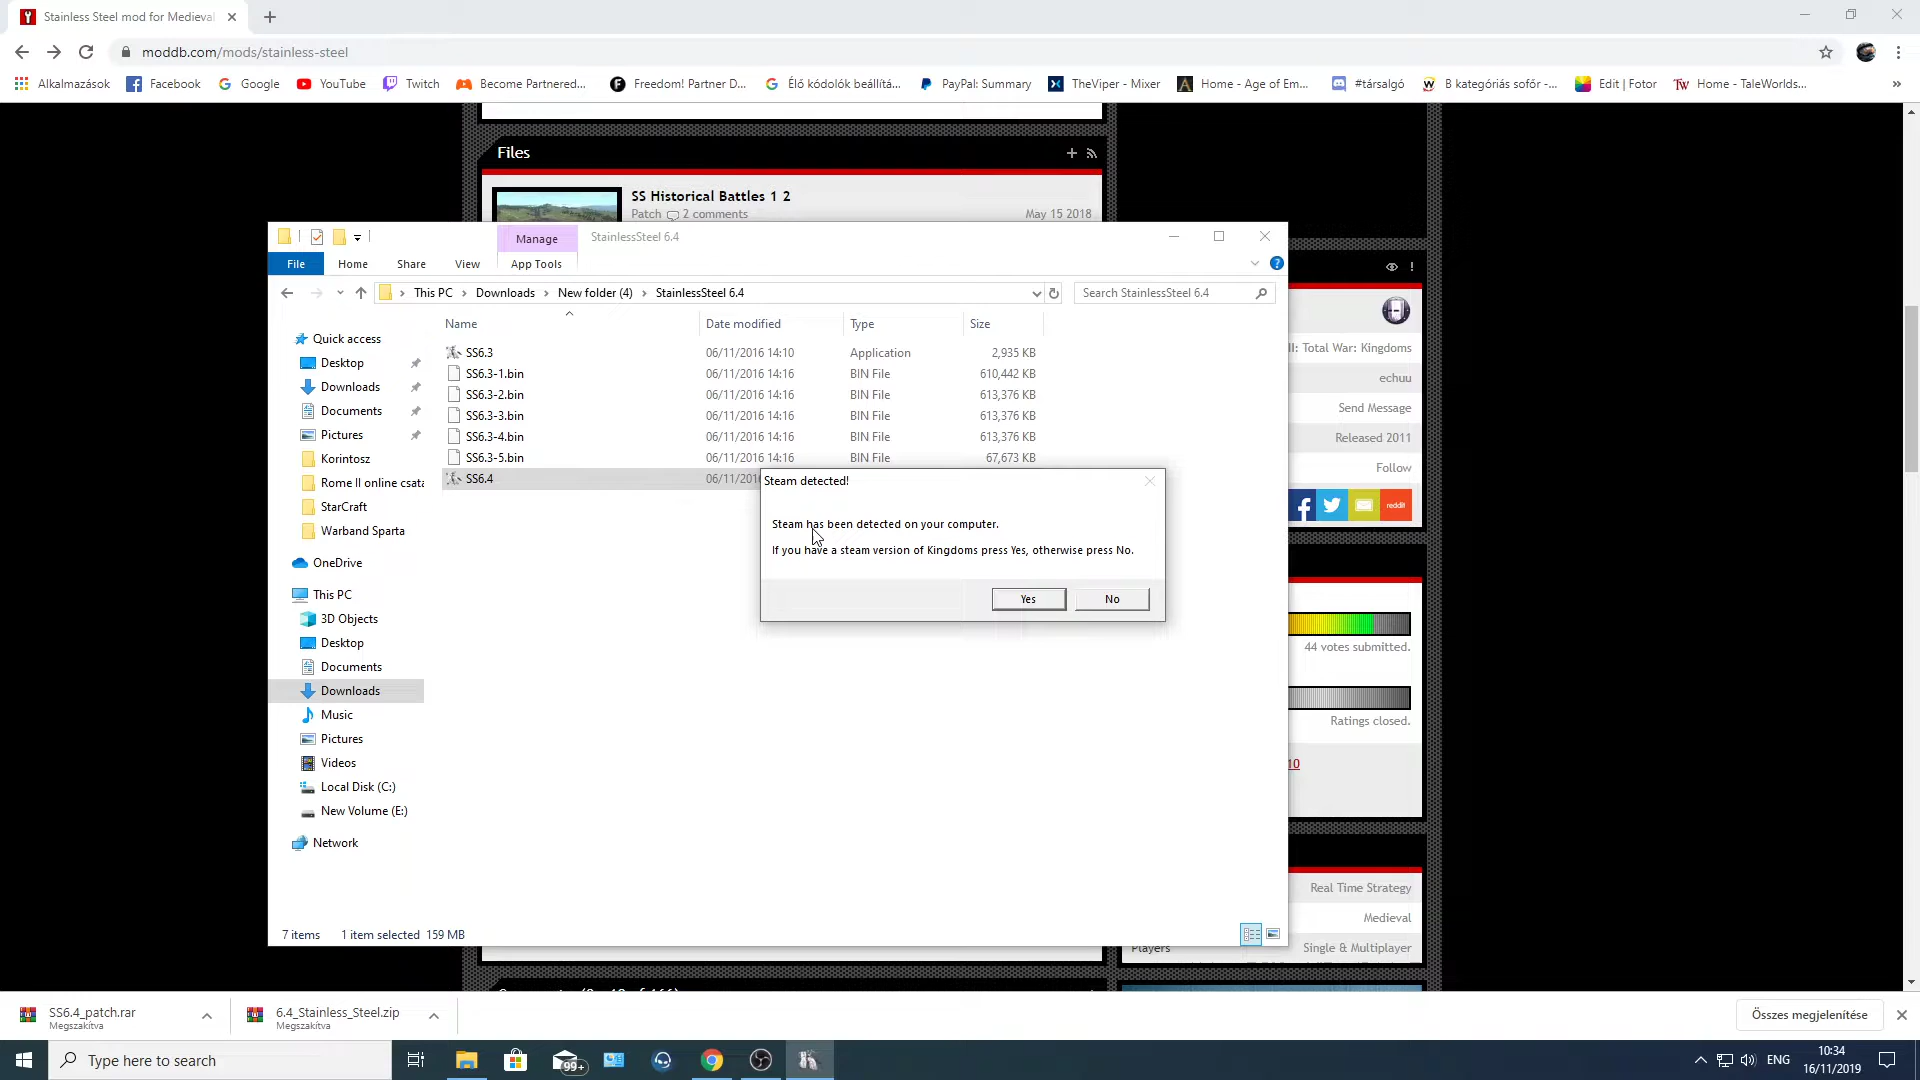 Stainless Steel mod for Medieval
moddb.com/mods/stainless-steel
Alkalmazások
Facebook
Google
YouTube
Twitch
Become Partnered...
Freedom! Partner D...
Élő kódolók beállítá...
PayPal: Summary
TheViper - Mixer
Home - Age of Em...
#társalgó
B kategóriás sofőr -...
Edit | Fotor
Home - TaleWorlds...
Files
SS Historical Battles 1 2
Patch 2 comments May 15 2018
Manage StainlessSteel 6.4
File Home Share View App Tools
This PC > Downloads > New folder (4) > StainlessSteel 6.4
Search StainlessSteel 6.4
Name Date modified Type Size
SS6.3 06/11/2016 14:10 Application 2,935 KB
SS6.3-1.bin 06/11/2016 14:16 BIN File 610,442 KB
SS6.3-2.bin 06/11/2016 14:16 BIN File 613,376 KB
SS6.3-3.bin 06/11/2016 14:16 BIN File 613,376 KB
SS6.3-4.bin 06/11/2016 14:16 BIN File 613,376 KB
SS6.3-5.bin 06/11/2016 14:16 BIN File 67,673 KB
SS6.4 06/11/201
Quick access
Desktop
Downloads
Documents
Pictures
Korintosz
Rome II online csata
StarCraft
Warband Sparta
OneDrive
This PC
3D Objects
Desktop
Documents
Downloads
Music
Pictures
Videos
Local Disk (C:)
New Volume (E:)
Network
7 items 1 item selected 159 MB
Steam detected!
Steam has been detected on your computer.
If you have a steam version of Kingdoms press Yes, otherwise press No.
Yes No
II: Total War: Kingdoms
echuu
Send Message
Released 2011
Follow
reddit
44 votes submitted.
Ratings closed.
10
Real Time Strategy
Medieval
Players Single & Multiplayer
SS6.4_patch.rar
Megszakítva
6.4_Stainless_Steel.zip
Megszakítva
Összes megjelenítése
Type here to search
99+
ENG
10:34
16/11/2019